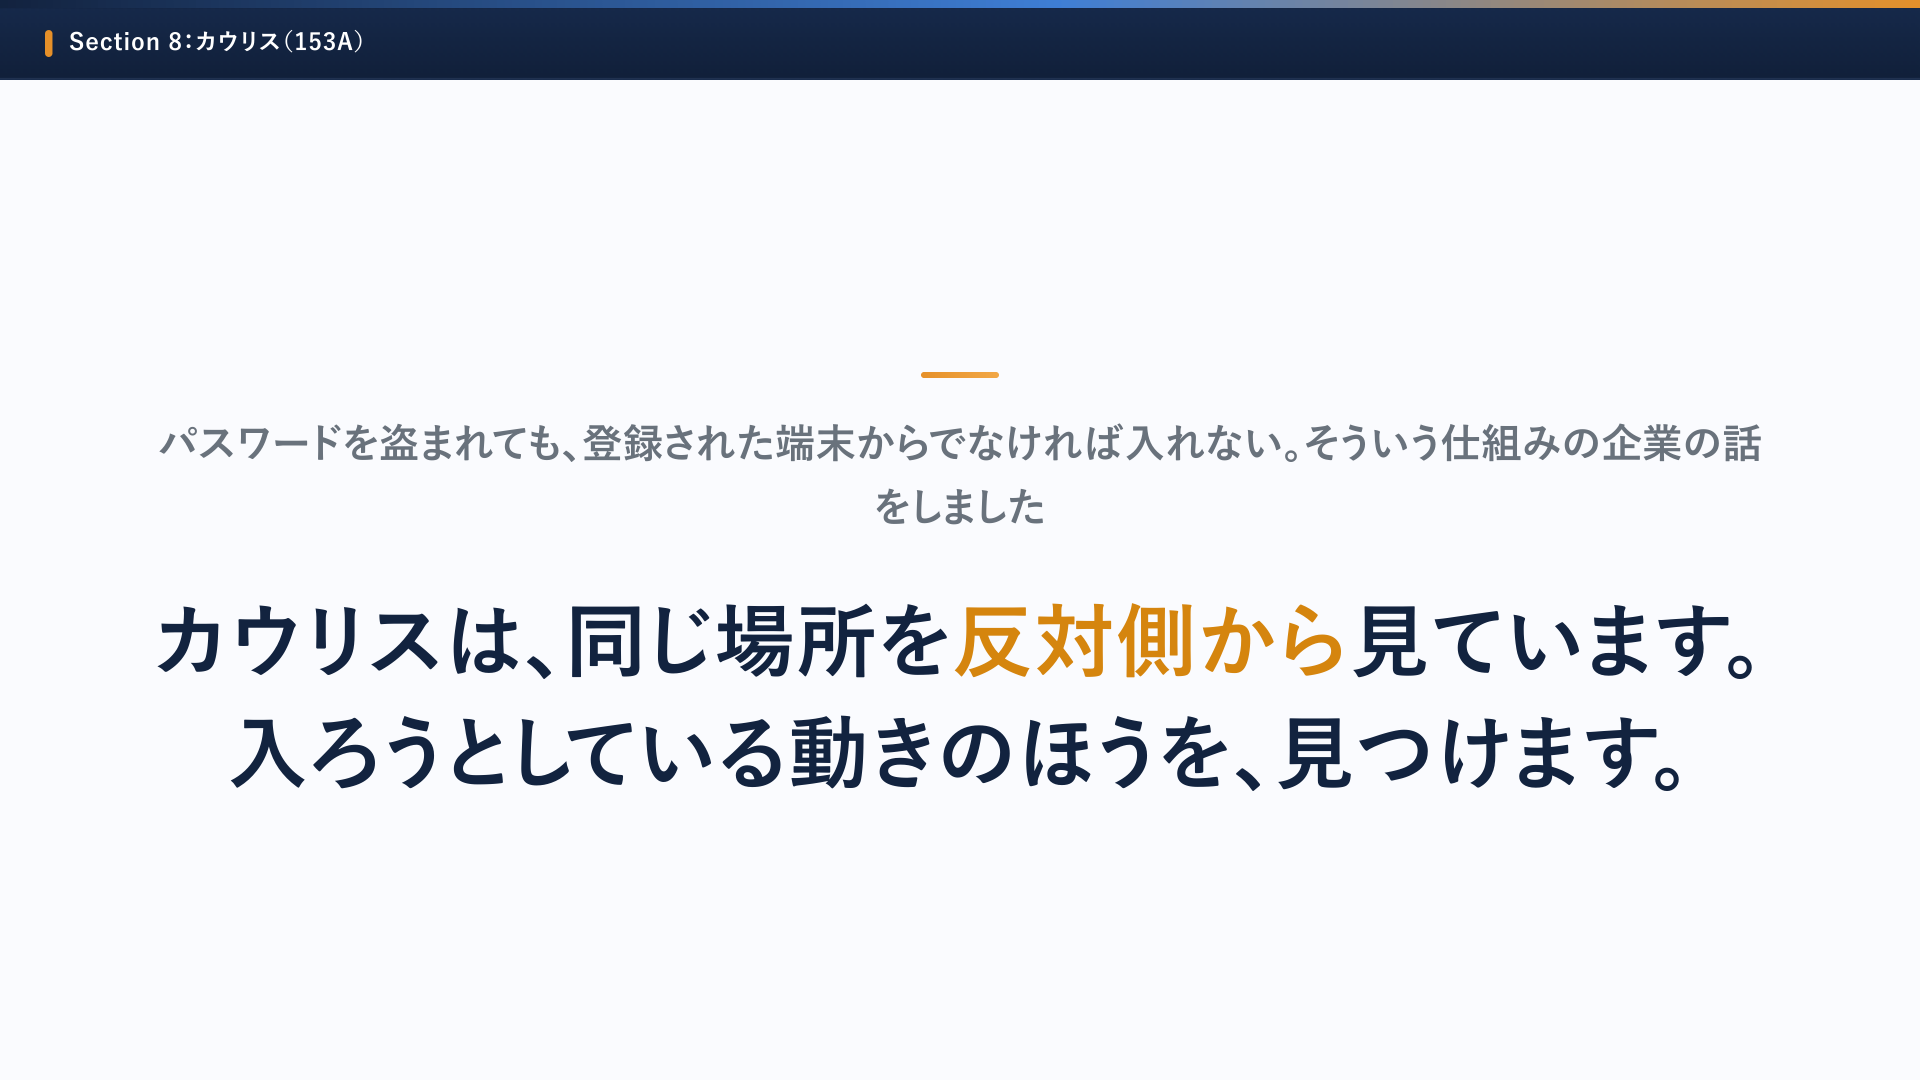 Section 8：カウリス（153A）
パスワードを盗まれても、登録された端末からでなければ入れない。そういう仕組みの企業の話
をしました
カウリスは、同じ場所を反対側から見ています。
入ろうとしている動きのほうを、見つけます。